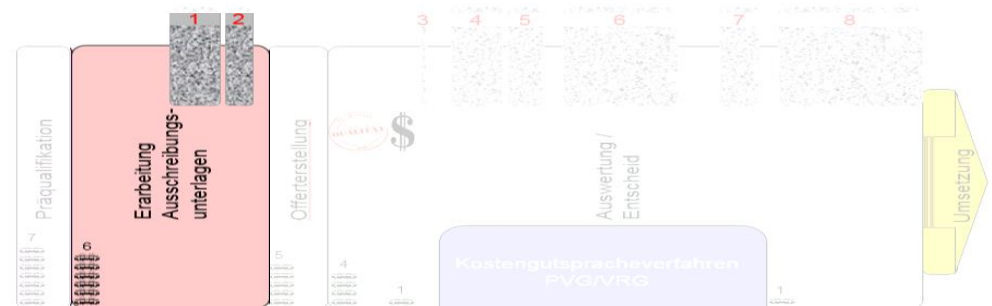 1
2
3
4
5
6
7
8
Präqualifikation
Erarbeitung
Ausschreibungs-
unterlagen
Offerterstellung
QUALITÄT
$
Auswertung /
Entscheid
Umsetzung
7
6
5
4
1
1
Kostengutspracheverfahren
PVG/VRG